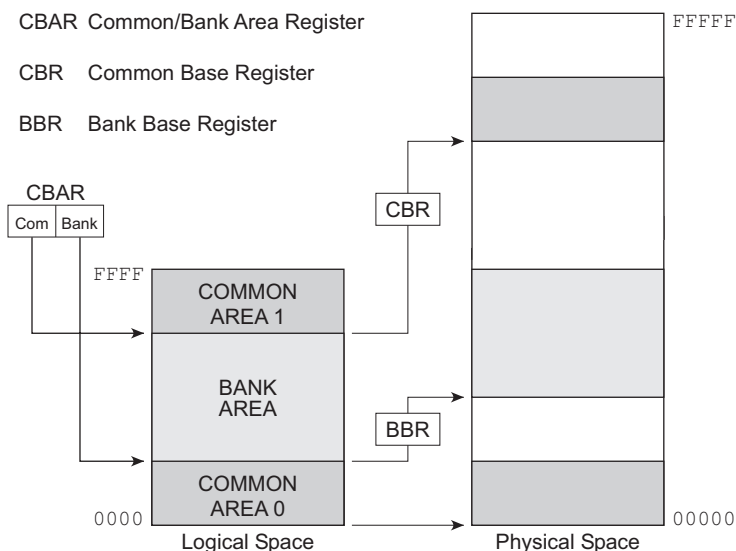 CBAR Common/Bank Area Register
FFFFF
CBR Common Base Register
BBR Bank Base Register
CBAR
Com Bank
CBR
FFFF
COMMON
AREA 1
BANK
AREA
BBR
COMMON
AREA 0
0000
00000
Logical Space
Physical Space